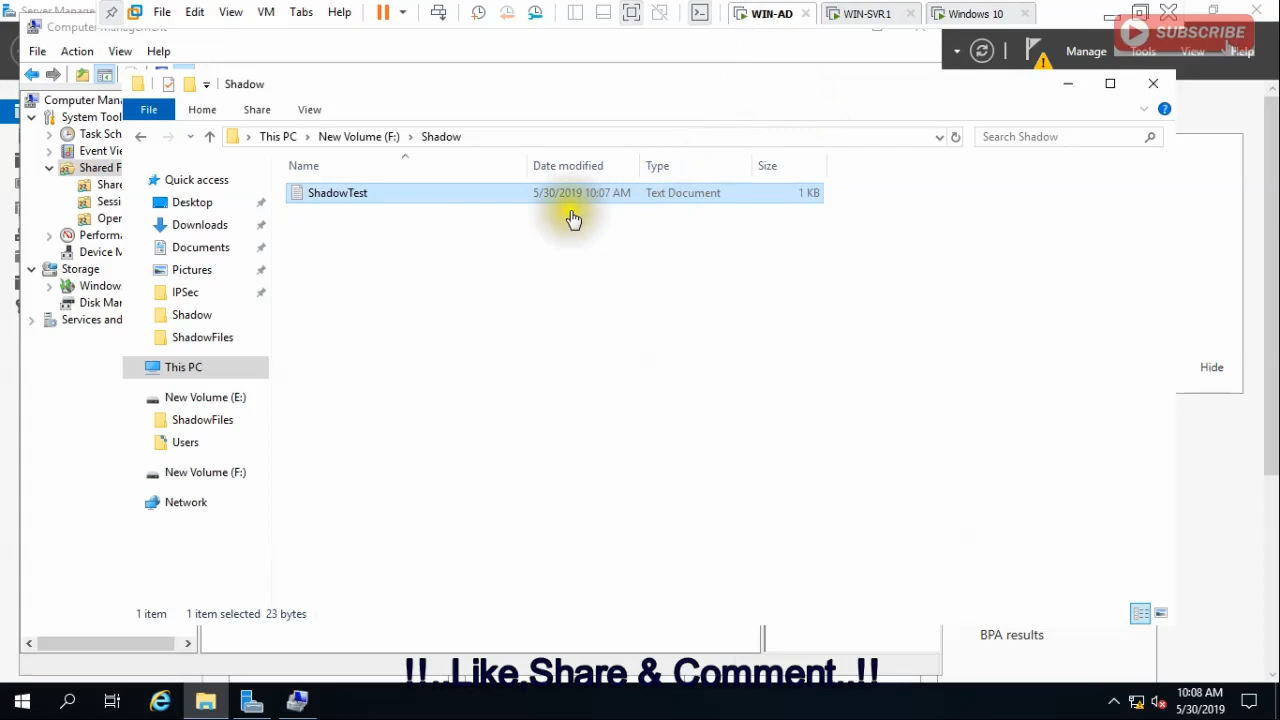 Server Manage
File Edit View VM Tabs Help
WIN-AD WIN-SVR1 Windows 10
Computer Management
SUBSCRIBE
File Action View Help
Manage Tools View Help
Shadow
Computer Mana
System Tool
Task Sch
Event Vie
Shared F
Share
Sessi
Open
Performa
Device M
Storage
Window
Disk Mar
Services and
File Home Share View
This PC New Volume (F:) Shadow
Search Shadow
Name Date modified Type Size
ShadowTest 5/30/2019 10:07 AM Text Document 1 KB
Quick access
Desktop
Downloads
Documents
Pictures
IPSec
Shadow
ShadowFiles
This PC
New Volume (E:)
ShadowFiles
Users
New Volume (F:)
Network
Hide
1 item 1 item selected 23 bytes
BPA results
!!..Like,Share & Comment..!!
10:08 AM
5/30/2019